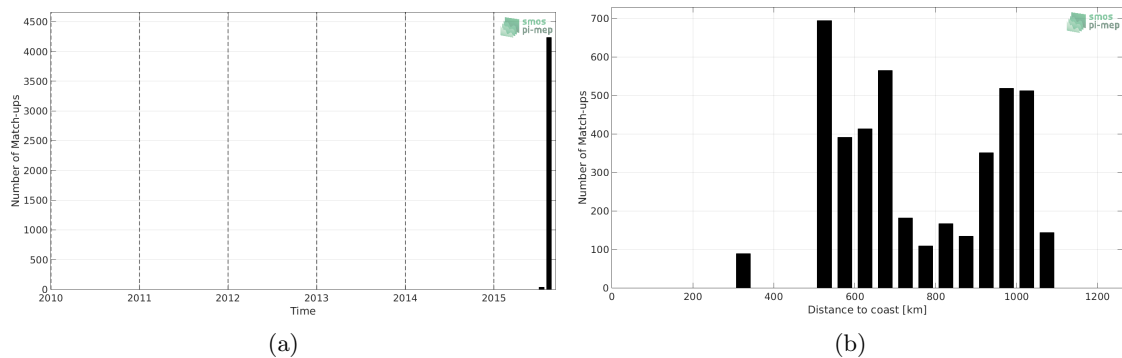 smos
pi-mep
4500
4000
3500
3000
2500
2000
1500
1000
500
0
Number of Match-ups
2010 2011 2012 2013 2014 2015
Time
(a)
smos
pi-mep
700
600
500
400
300
200
100
0
Number of Match-ups
0 200 400 600 800 1000 1200
Distance to coast [km]
(b)